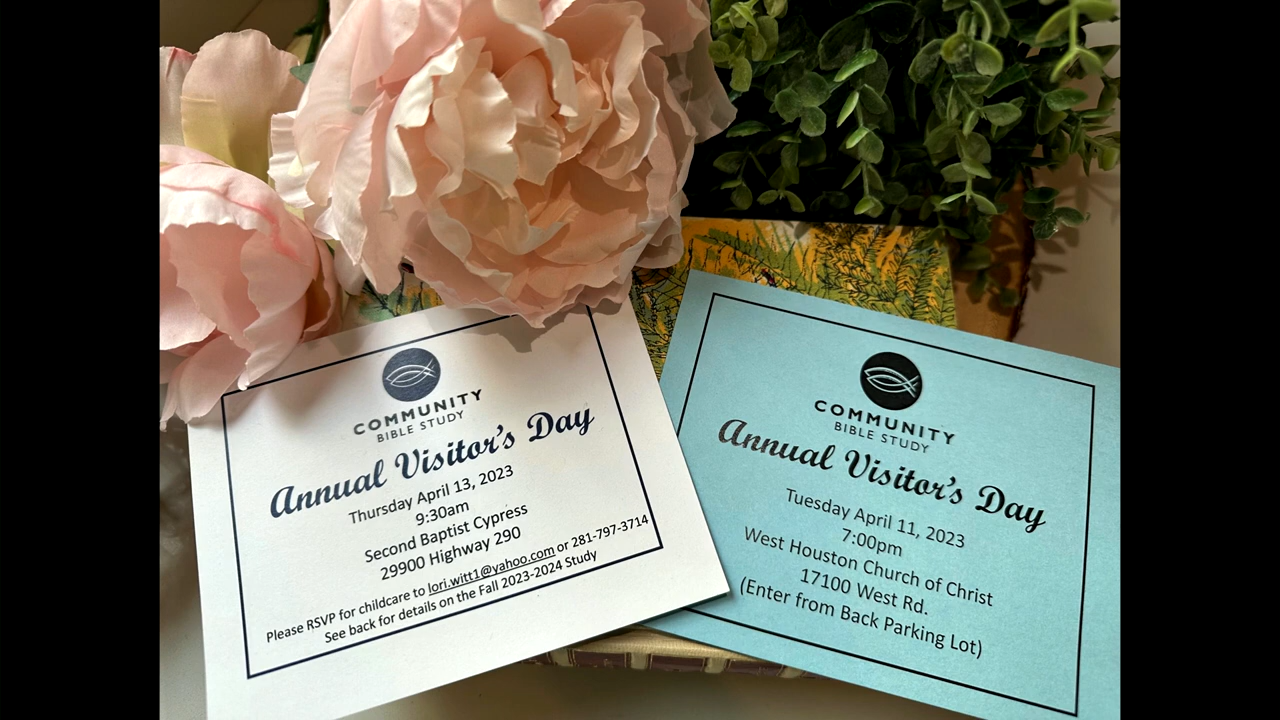 COMMUNITY
BIBLE STUDY
Annual Visitor's Day
Thursday April 13, 2023
9:30am
Second Baptist Cypress
29900 Highway 290
Please RSVP for childcare to lori.witt1@yahoo.com or 281-797-3714
See back for details on the Fall 2023-2024 Study
COMMUNITY
BIBLE STUDY
Annual Visitor's Day
Tuesday April 11, 2023
7:00pm
West Houston Church of Christ
17100 West Rd.
(Enter from Back Parking Lot)